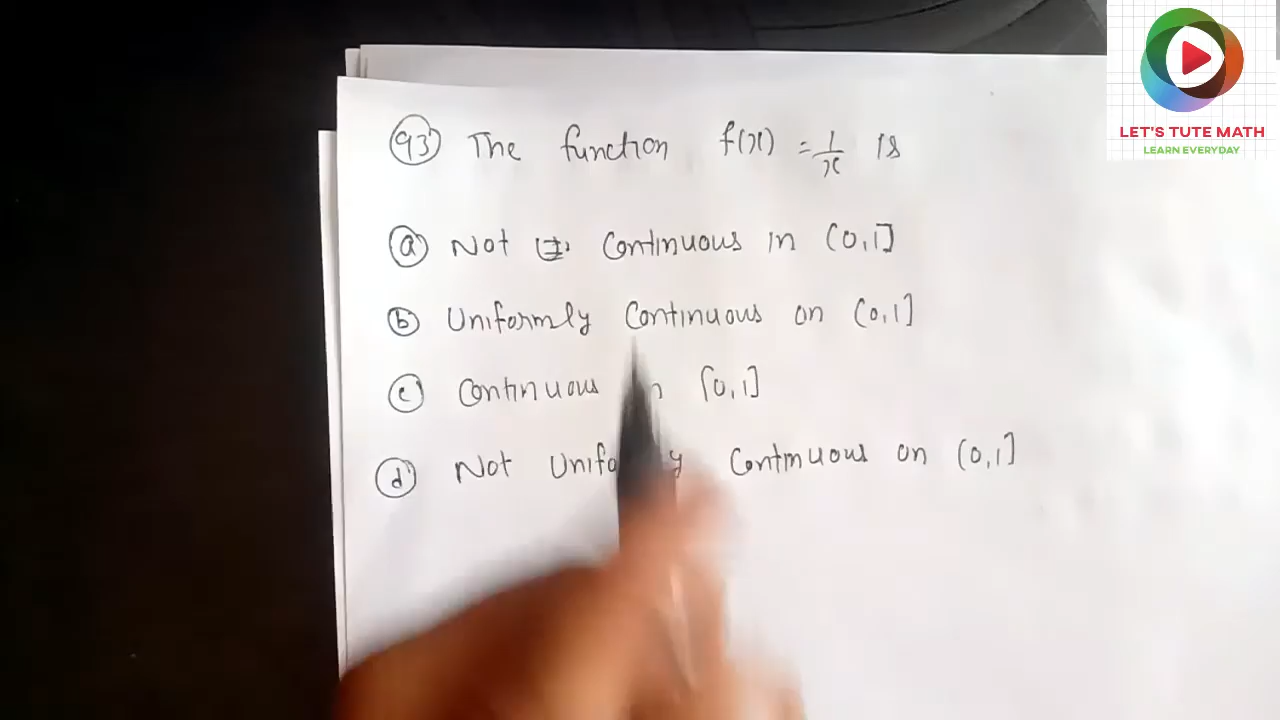 93 The function f(x) = 1/x is
LET'S TUTE MATH
LEARN EVERYDAY
a Not continuous in (0,1]
b Uniformly Continuous on (0,1]
c Continuous [0,1]
d Not Continuous on (0,1]